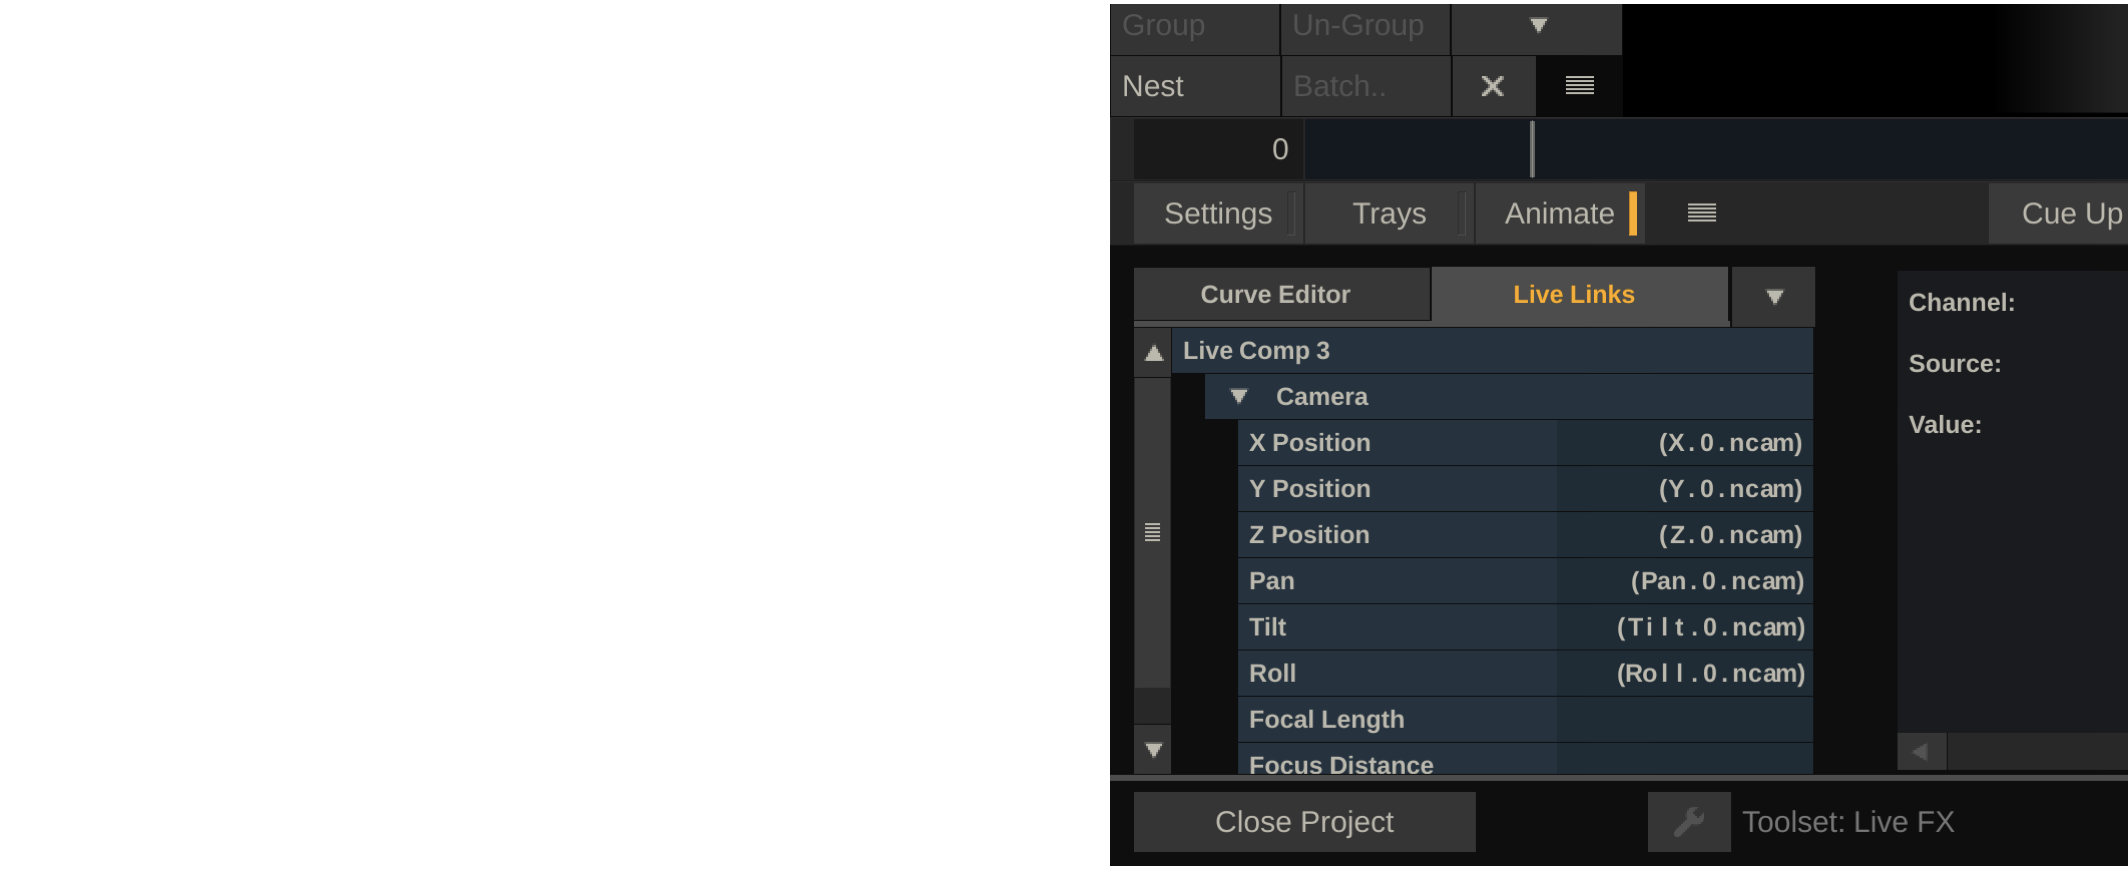 Group Un-Group
Nest Batch..
0
Settings Trays Animate Cue Up
Curve Editor Live Links
Channel:
Live Comp 3
Source:
Camera
Value:
X Position (X.0.ncam)
Y Position (Y.0.ncam)
Z Position (Z.0.ncam)
Pan (Pan.0.ncam)
Tilt (Tilt.0.ncam)
Roll (Roll.0.ncam)
Focal Length
Focus Distance
Close Project Toolset: Live FX